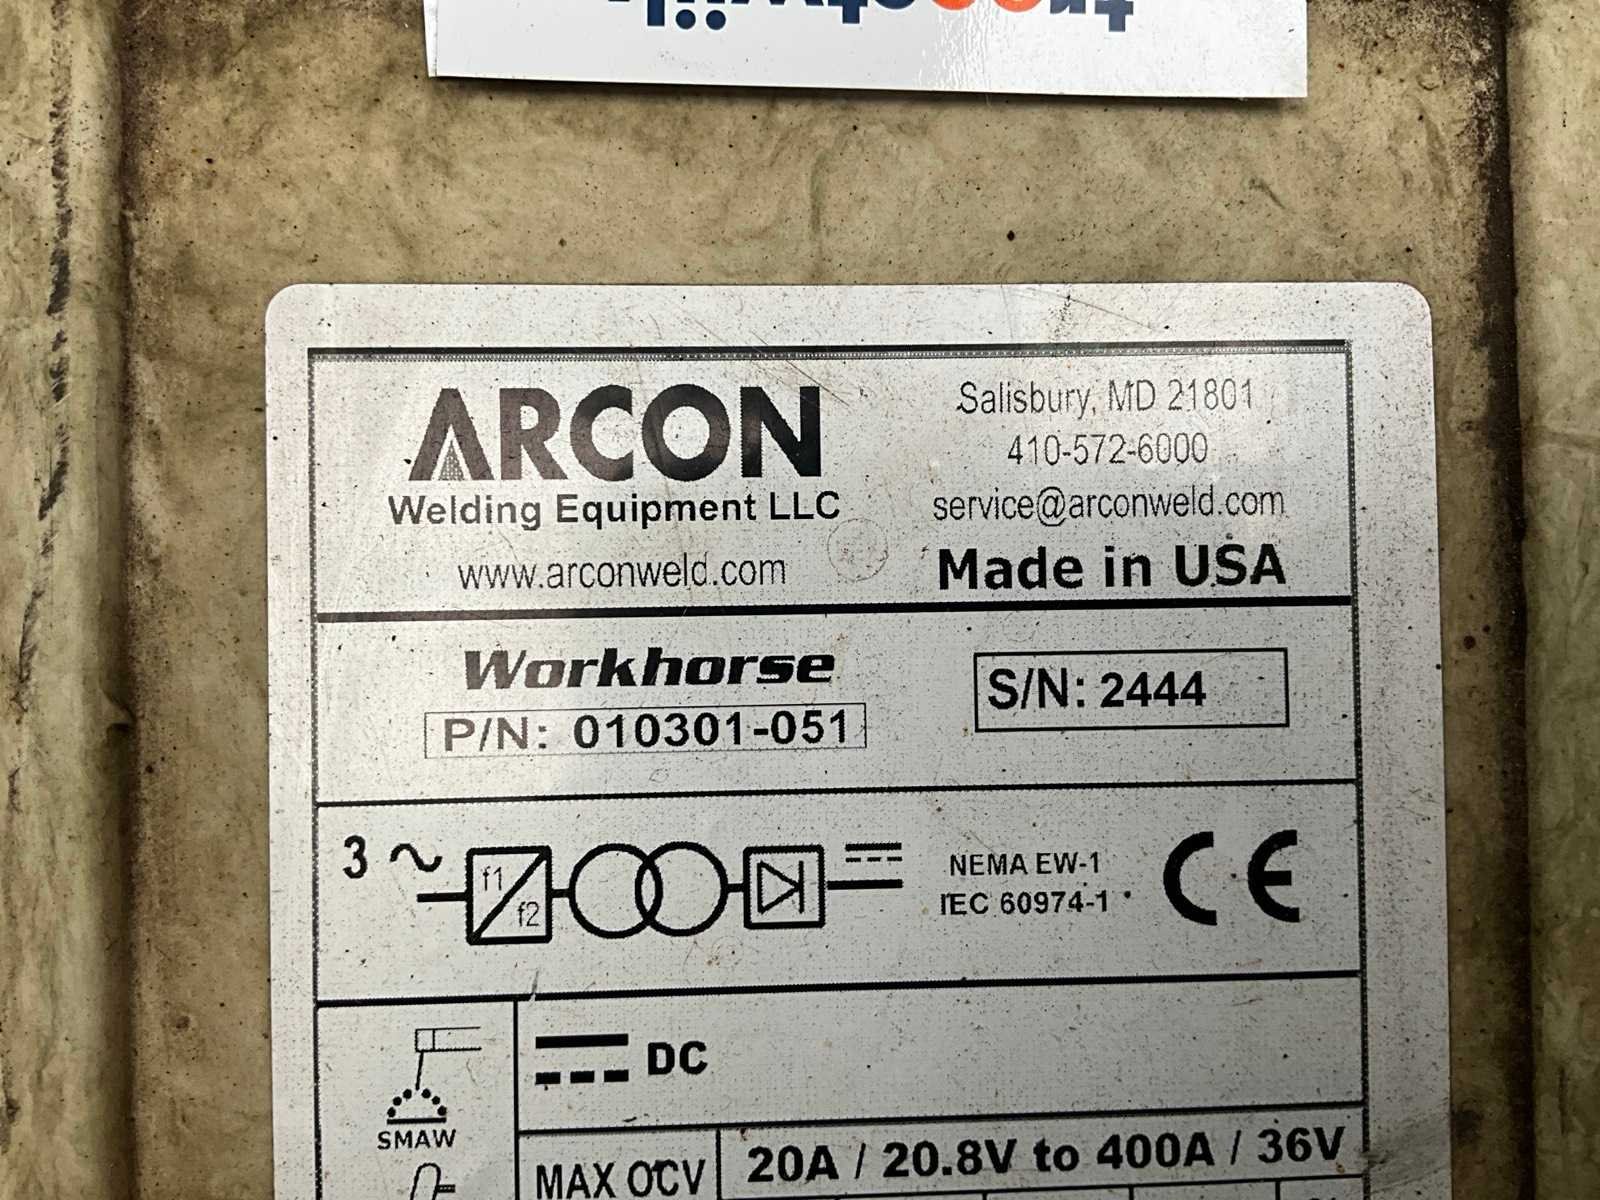 ARCON
Welding Equipment LLC
www.arconweld.com
Salisbury, MD 21801
410-572-6000
service@arconweld.com
Made in USA
Workhorse
P/N: 010301-051
S/N: 2444
3
f1
f2
NEMA EW-1
IEC 60974-1
CE
SMAW
DC
MAX OCV
20A / 20.8V to 400A / 36V